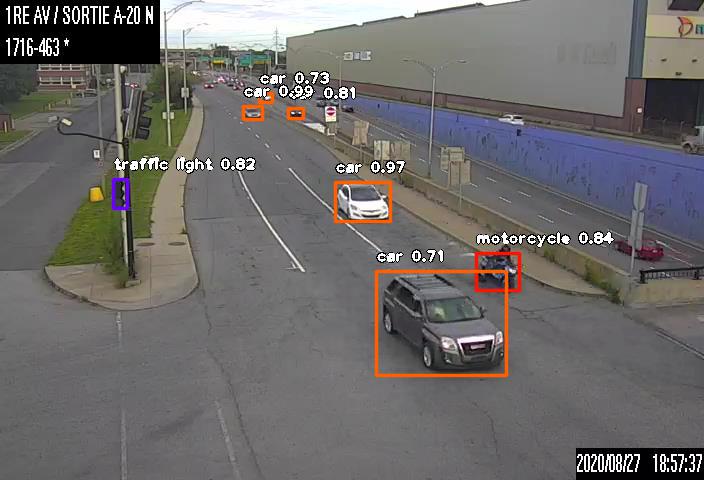 1RE AV / SORTIE A-20 N
1716-463 *
car 0.73
car 0.99
0.81
traffic light 0.82
car 0.97
motorcycle 0.84
car 0.71
2020/08/27 18:57:37